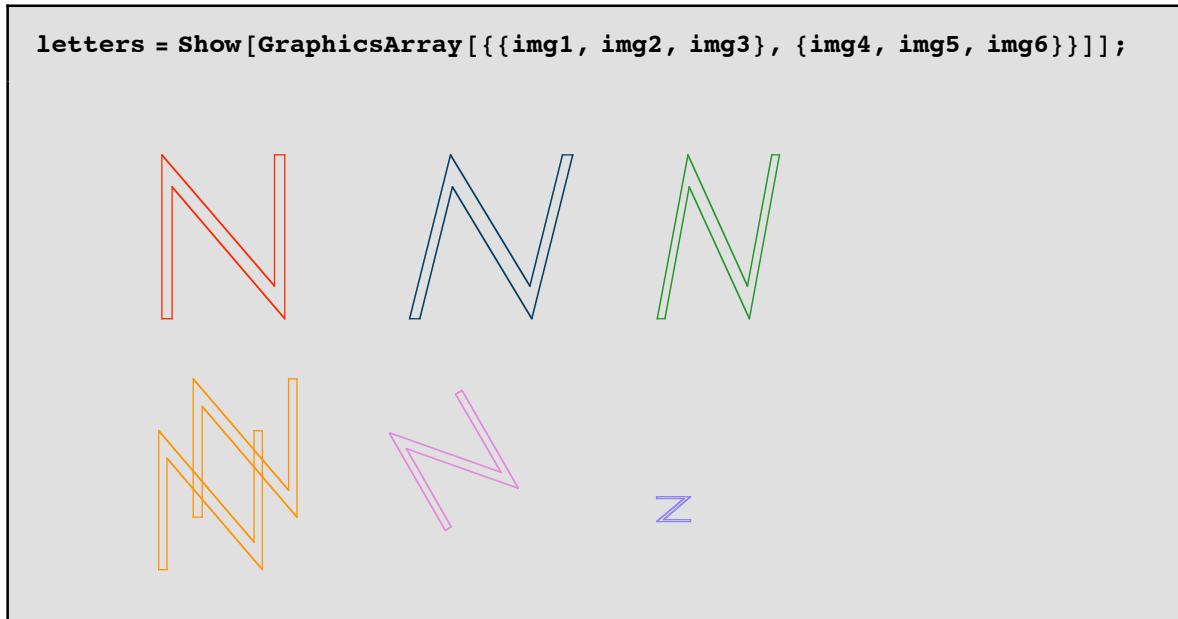 letters = Show[GraphicsArray[{{img1, img2, img3}, {img4, img5, img6}}]];
N N N
N N N Z